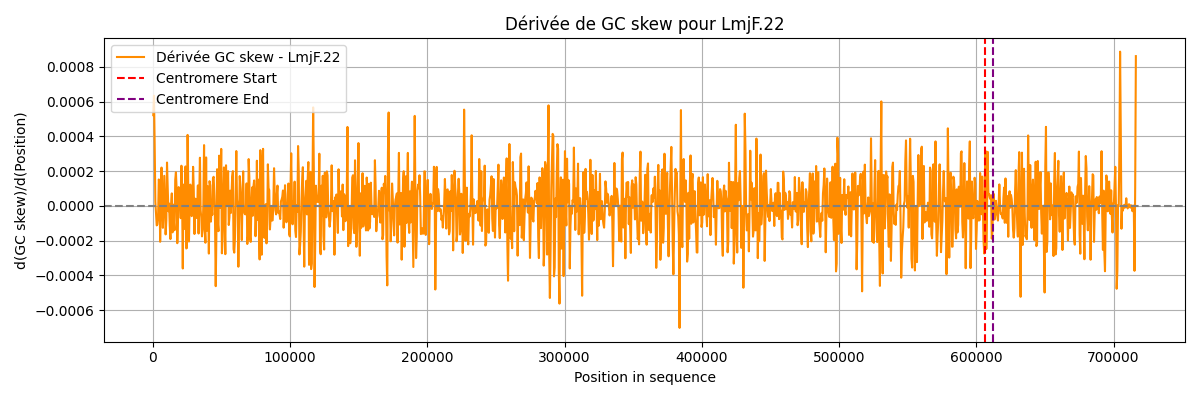 Dérivée de GC skew pour LmjF.22
Dérivée GC skew - LmjF.22
Centromere Start
Centromere End
d(GC skew)/d(Position)
0.0008
0.0006
0.0004
0.0002
0.0000
−0.0002
−0.0004
−0.0006
0 100000 200000 300000 400000 500000 600000 700000
Position in sequence